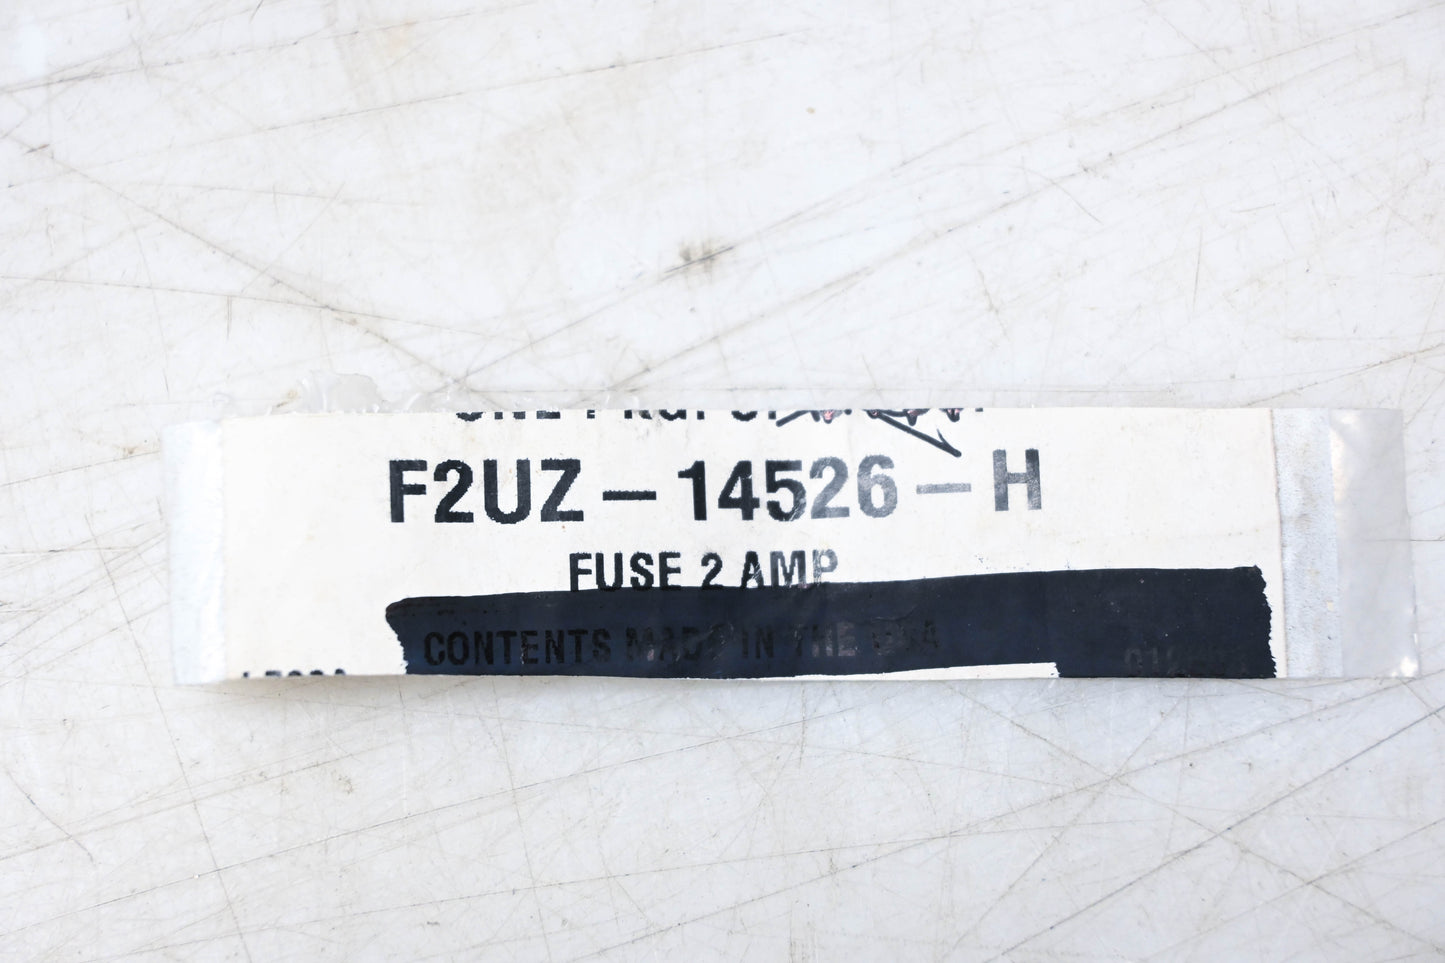 F2UZ-14526-H
FUSE 2 AMP
CONTENTS MADE IN THE USA